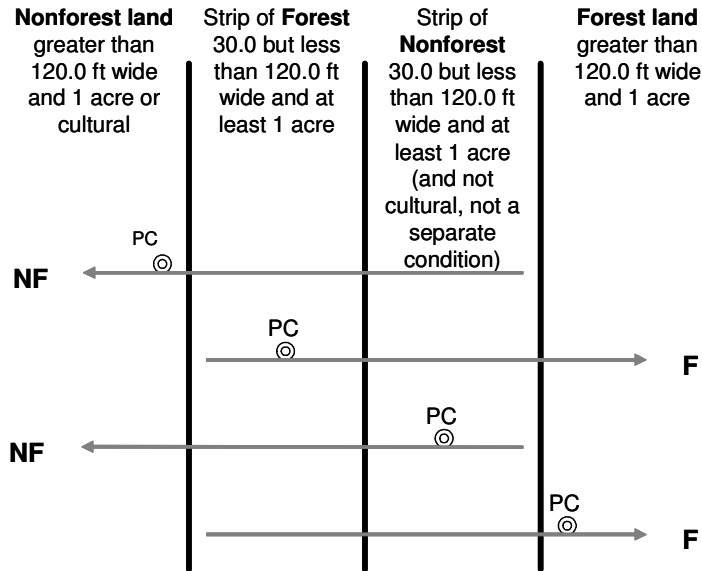 Nonforest land
greater than
120.0 ft wide
and 1 acre or
cultural
Strip of Forest
30.0 but less
than 120.0 ft
wide and at
least 1 acre
Strip of
Nonforest
30.0 but less
than 120.0 ft
wide and at
least 1 acre
(and not
cultural, not a
separate
condition)
Forest land
greater than
120.0 ft wide
and 1 acre
PC
NF
PC
F
PC
NF
PC
F